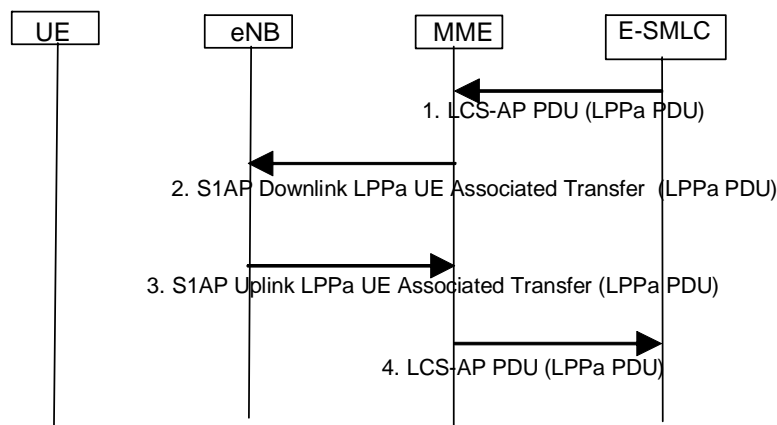 UE
eNB
MME
E-SMLC
1. LCS-AP PDU (LPPa PDU)
2. S1AP Downlink LPPa UE Associated Transfer (LPPa PDU)
3. S1AP Uplink LPPa UE Associated Transfer (LPPa PDU)
4. LCS-AP PDU (LPPa PDU)